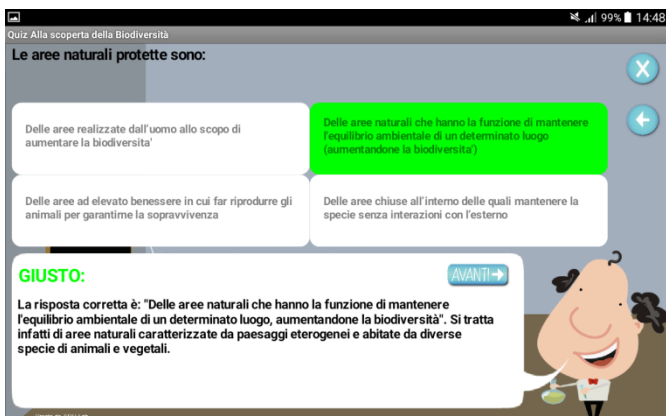 99% 14:48
Quiz Alla scoperta della Biodiversità
Le aree naturali protette sono:
Delle aree realizzate dall'uomo allo scopo di
aumentare la biodiversita'
Delle aree naturali che hanno la funzione di mantenere
l'equilibrio ambientale di un determinato luogo
(aumentandone la biodiversita')
Delle aree ad elevato benessere in cui far riprodurre gli
animali per garantirne la sopravvivenza
Delle aree chiuse all'interno delle quali mantenere la
specie senza interazioni con l'esterno
GIUSTO:
AVANTI
La risposta corretta è: "Delle aree naturali che hanno la funzione di mantenere
l'equilibrio ambientale di un determinato luogo, aumentandone la biodiversità". Si tratta
infatti di aree naturali caratterizzate da paesaggi eterogenei e abitate da diverse
specie di animali e vegetali.